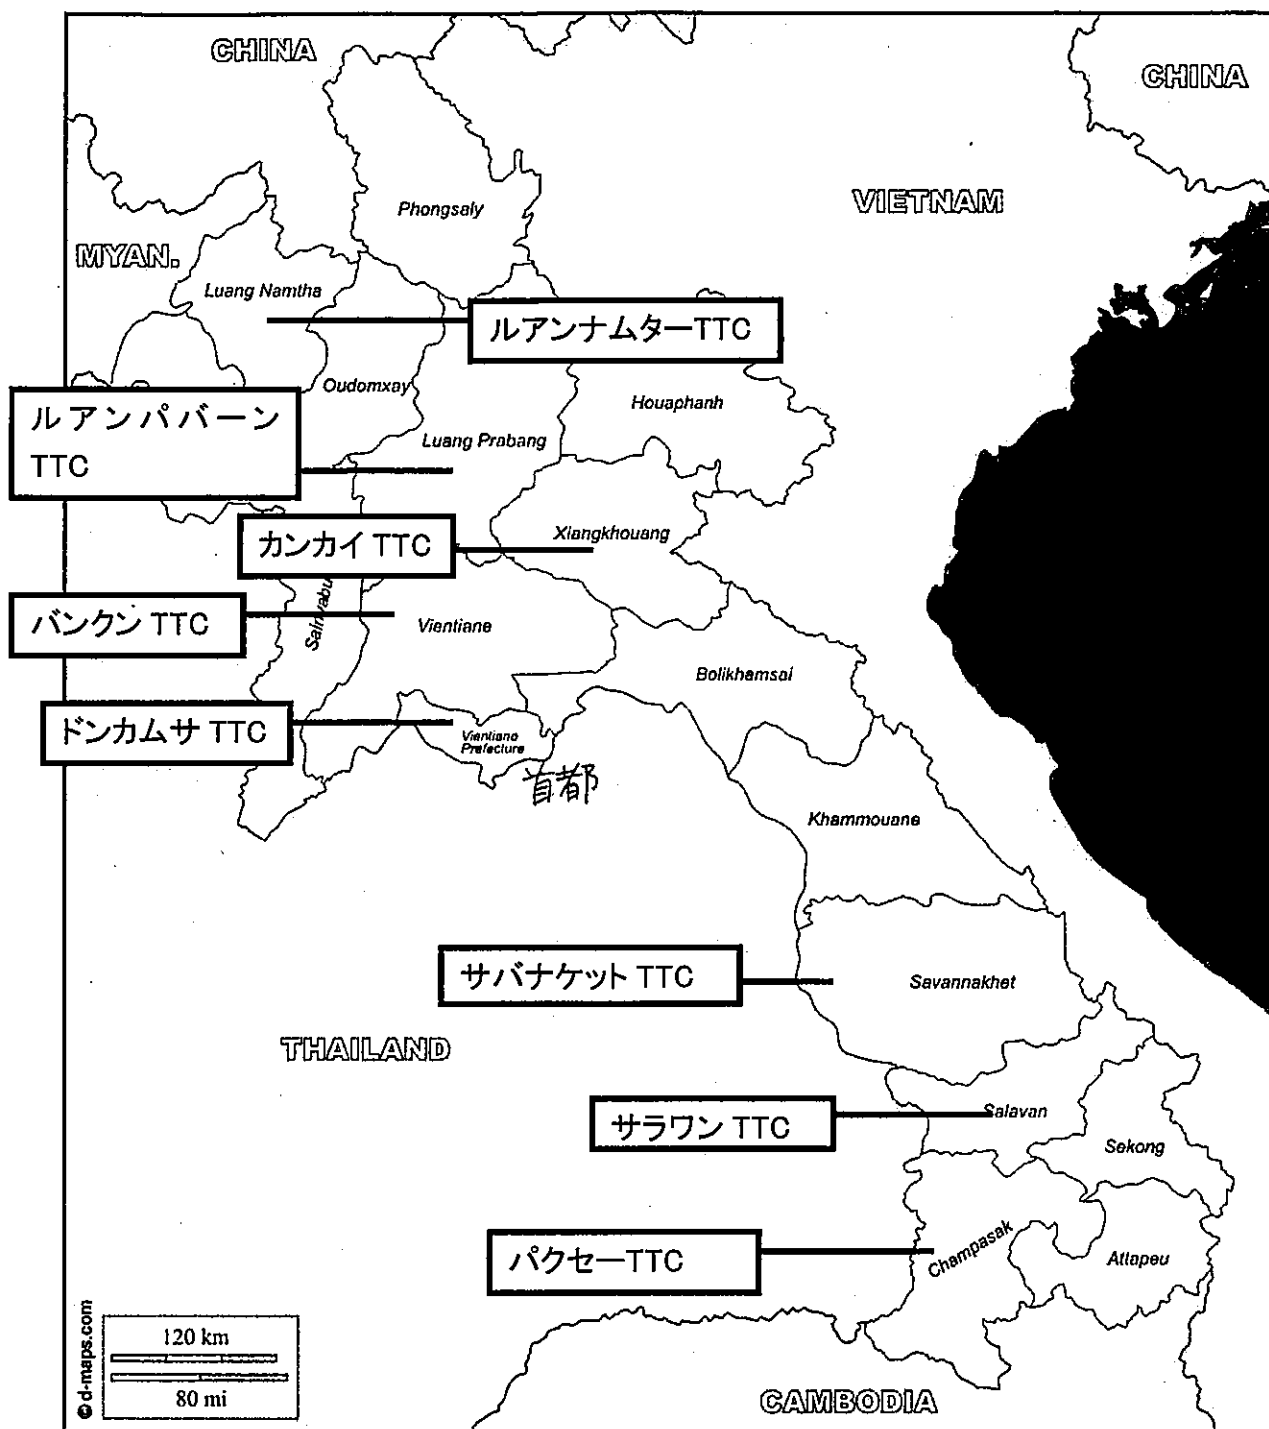 CHINA
CHINA
Phongsaly
VIETNAM
MYAN.
Luang Namtha
ルアンナムターTTC
Oudomxay
Houaphanh
ルアンパバーン
TTC
Luang Prabang
カンカイ TTC
Xiangkhouang
バンクン TTC
Vientiane
Bolikhamsai
ドンカムサ TTC
Vientiane
Prefecture
首都
Khammouane
サバナケット TTC
Savannakhet
THAILAND
サラワン TTC
Salavan
Sekong
パクセーTTC
Champasak
Attapeu
120 km
80 mi
© d-maps.com
CAMBODIA